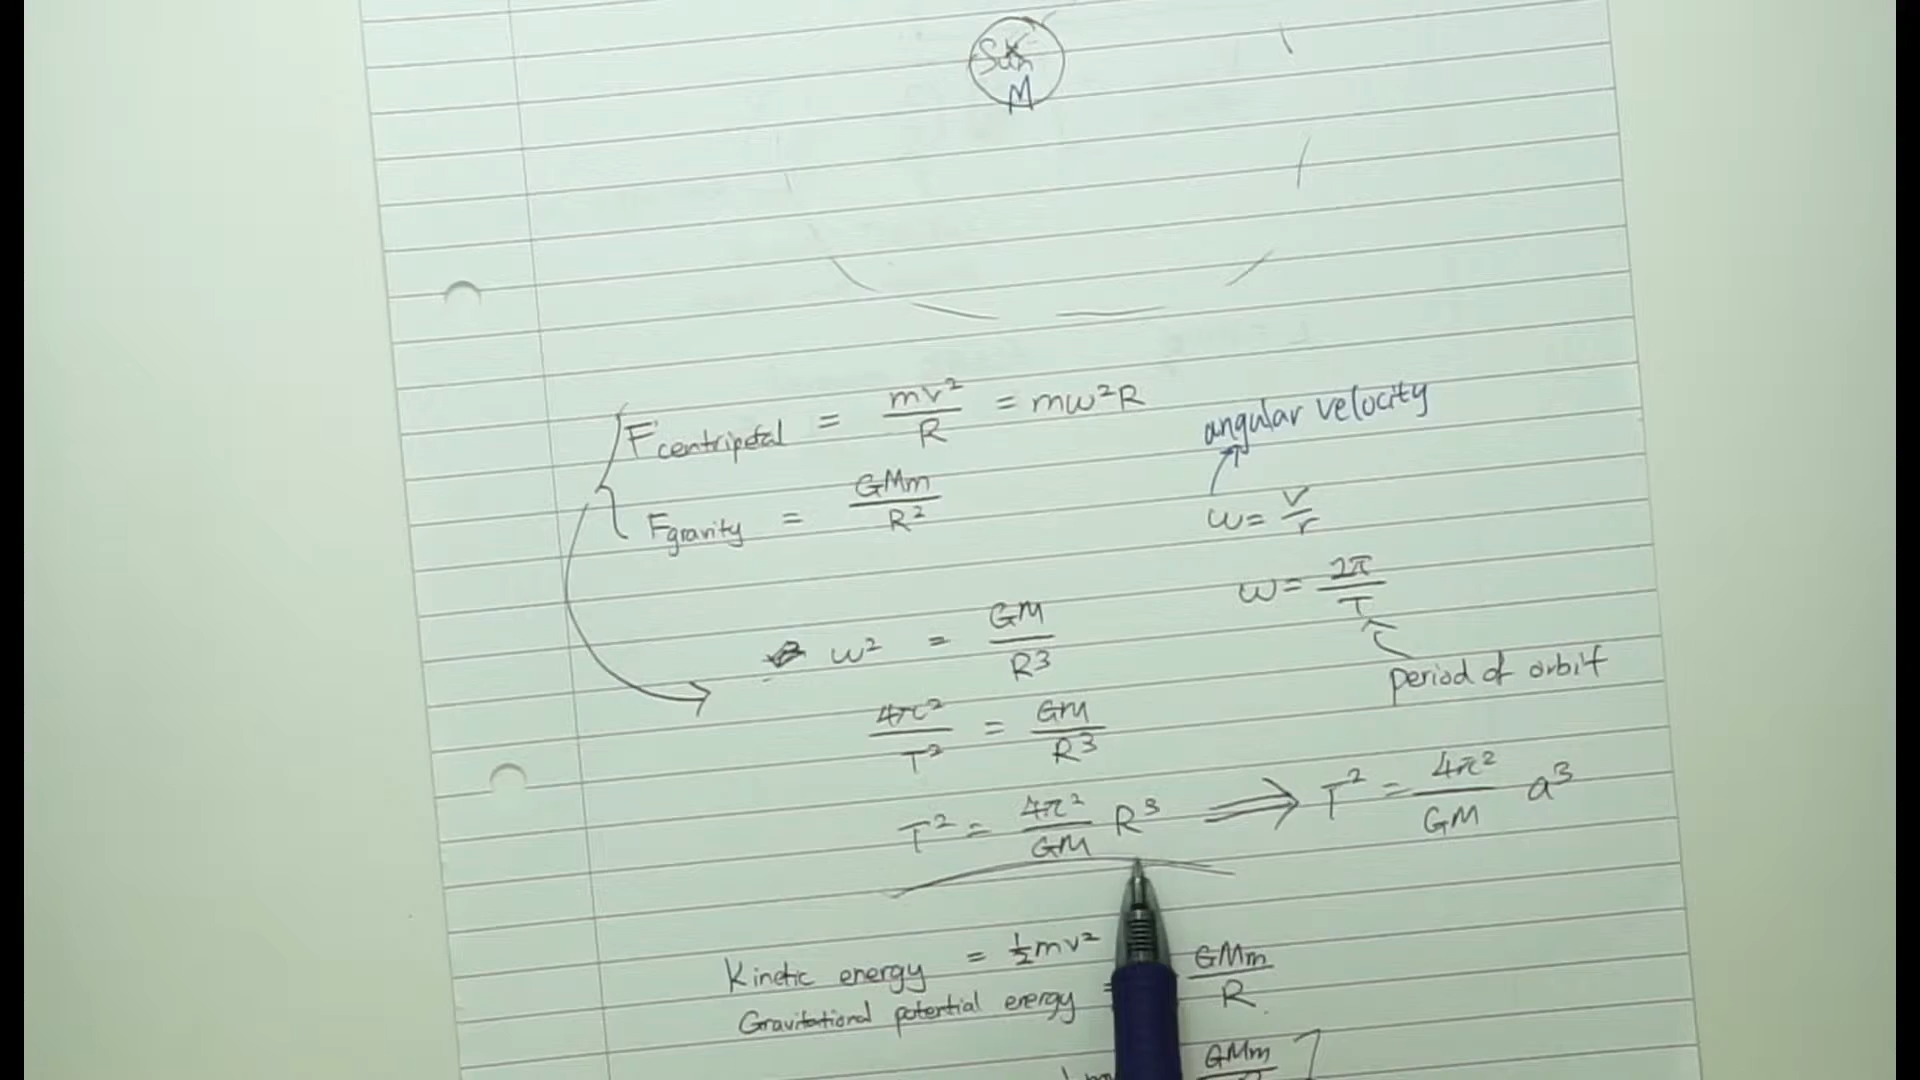 Sun
M
F centripetal = mv²/R = mω²R
angular velocity
F gravity = GMm/R²
ω = v/r
ω = 2π/T
ω² = GM/R³
period of orbit
4π²/T² = GM/R³
T² = 4π²/GM R³ ⟹ T² = 4π²/GM a³
Kinetic energy = ½mv²
Gravitational potential energy = GMm/R
GMm